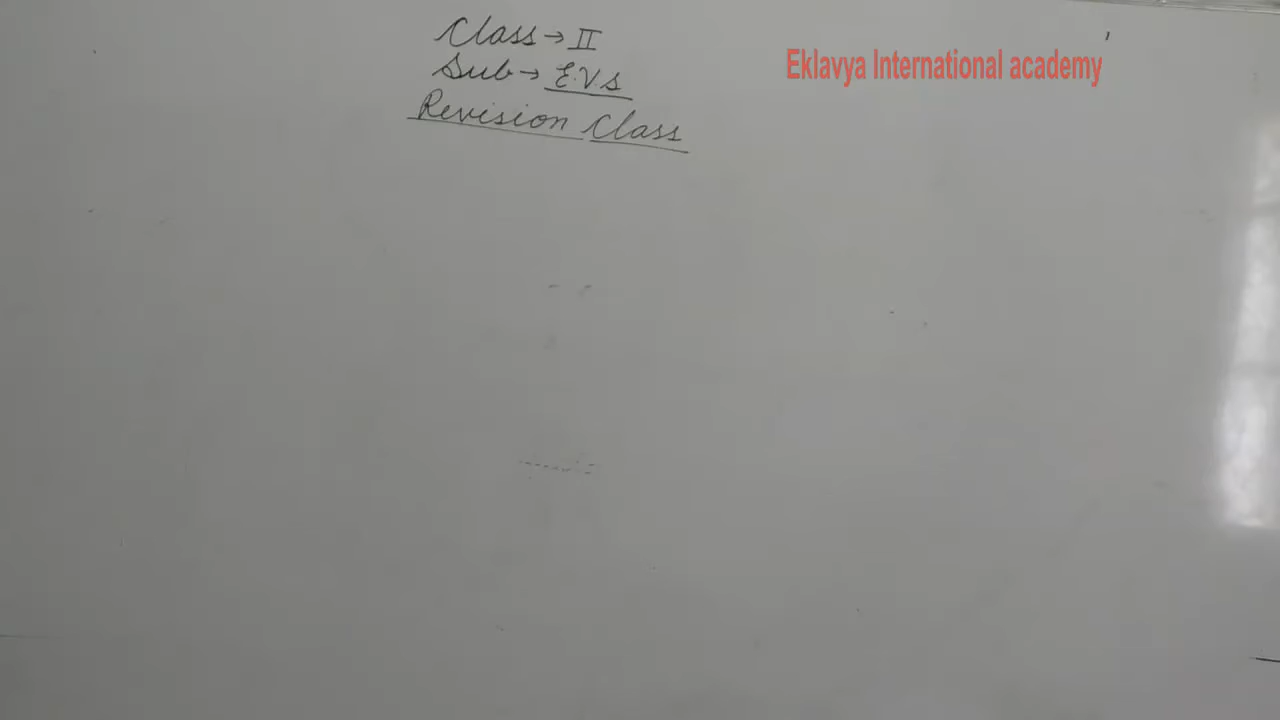 Class → II
Sub → E.V.S
Revision Class
Eklavya International academy